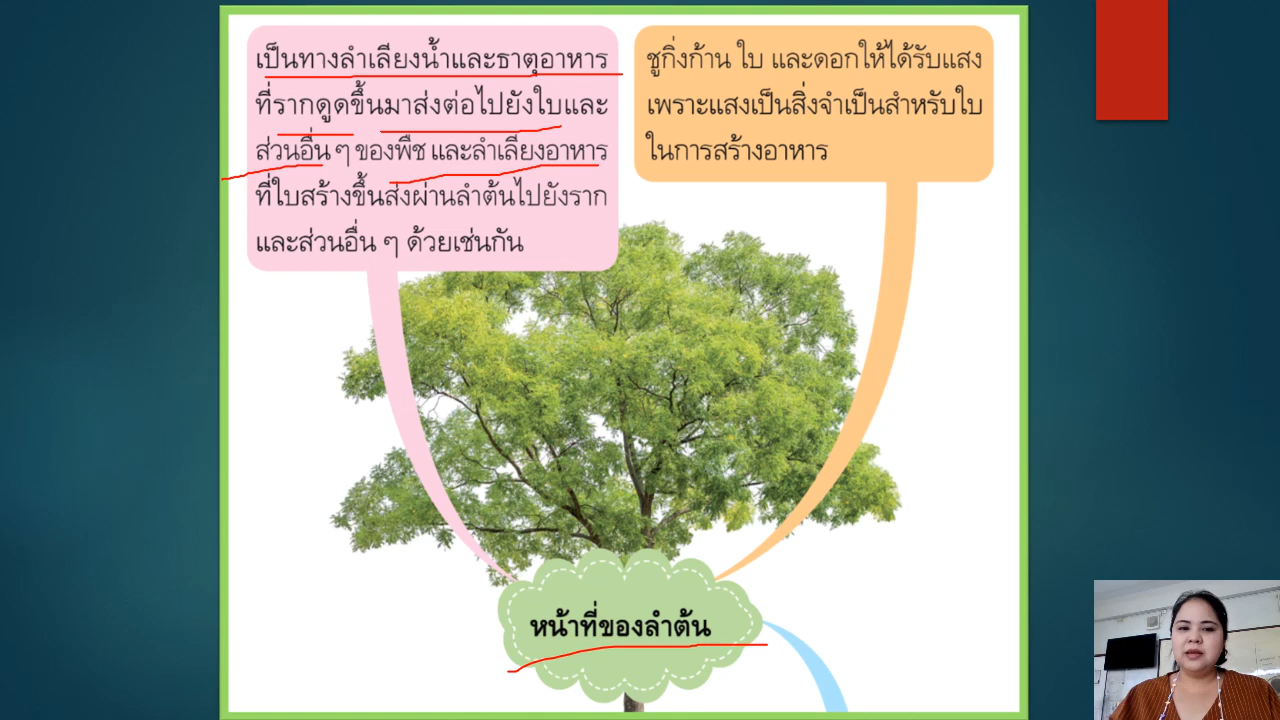 เป็นทางลำเลียงน้ำและธาตุอาหาร
ที่รากดูดขึ้นมาส่งต่อไปยังใบและ
ส่วนอื่น ๆ ของพืช และลำเลียงอาหาร
ที่ใบสร้างขึ้นส่งผ่านลำต้นไปยังราก
และส่วนอื่น ๆ ด้วยเช่นกัน
ชูกิ่งก้าน ใบ และดอกให้ได้รับแสง
เพราะแสงเป็นสิ่งจำเป็นสำหรับใบ
ในการสร้างอาหาร
หน้าที่ของลำต้น